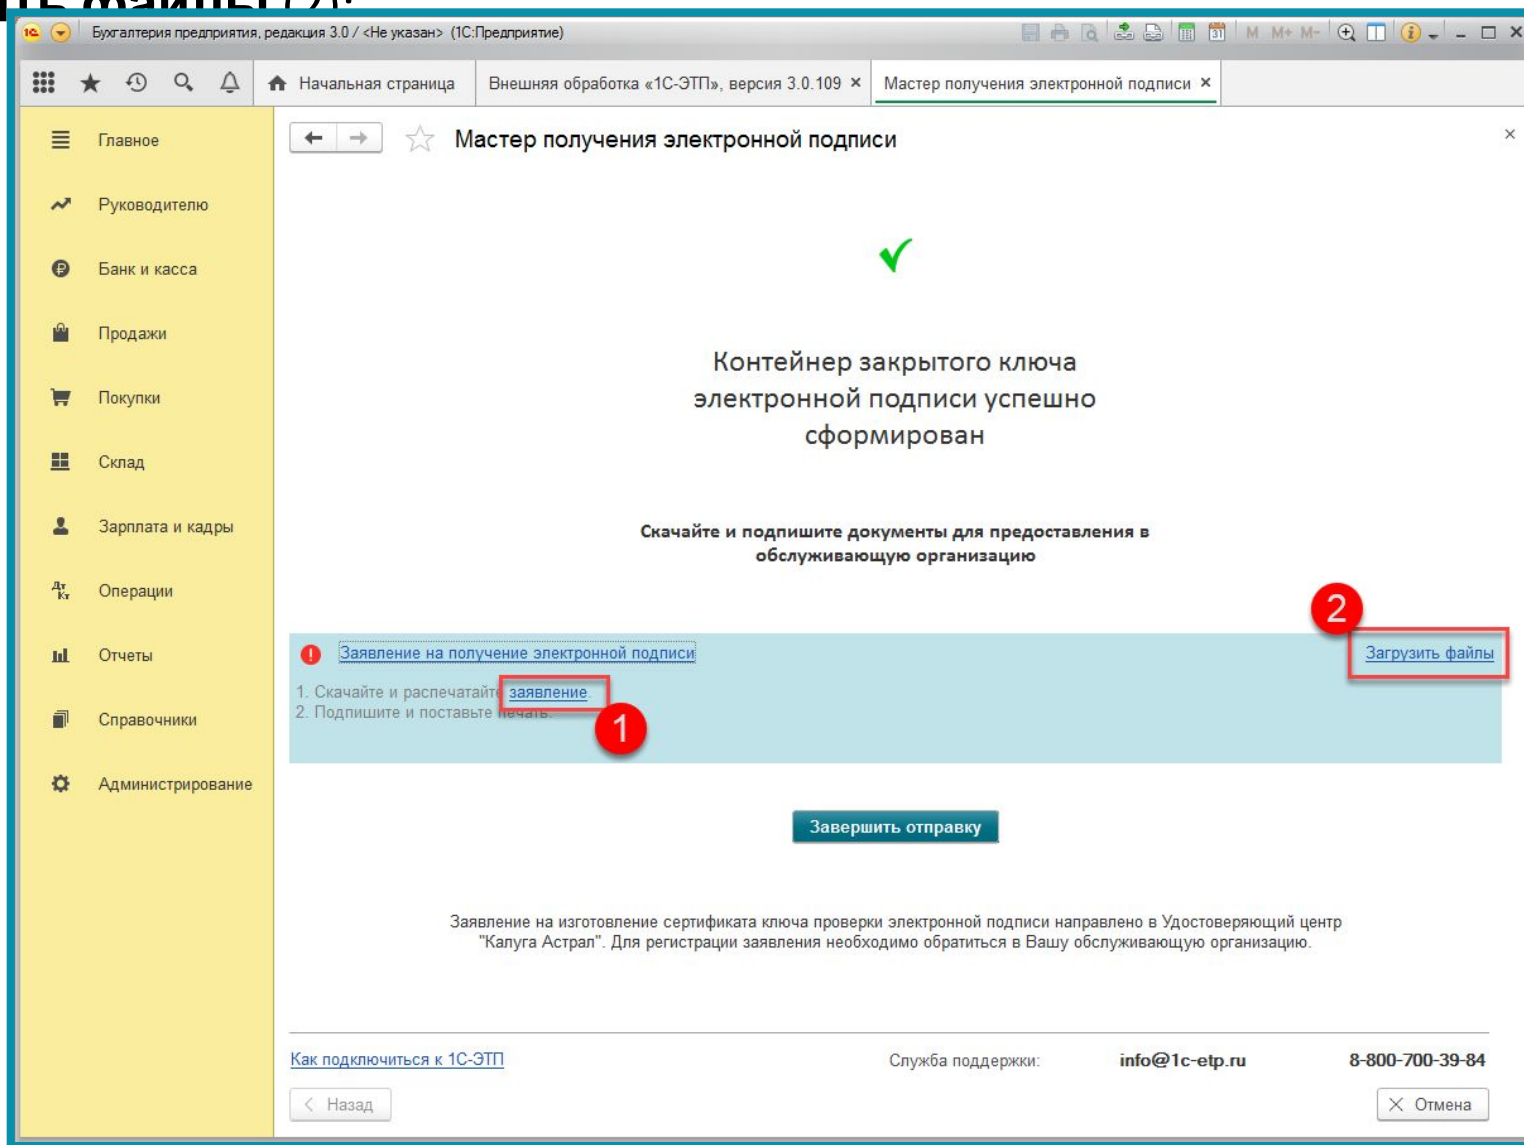 ть файлы (2):
Бухгалтерия предприятия, редакция 3.0 / <Не указан> (1С:Предприятие)
M M+ M-
Начальная страница
Внешняя обработка «1С-ЭТП», версия 3.0.109 ×
Мастер получения электронной подписи ×
Главное
Руководителю
Банк и касса
Продажи
Покупки
Склад
Зарплата и кадры
Операции
Отчеты
Справочники
Администрирование
Мастер получения электронной подписи
Контейнер закрытого ключа
электронной подписи успешно
сформирован
Скачайте и подпишите документы для предоставления в
обслуживающую организацию
2
Заявление на получение электронной подписи
Загрузить файлы
1. Скачайте и распечатайте заявление.
2. Подпишите и поставьте печать.
1
Завершить отправку
Заявление на изготовление сертификата ключа проверки электронной подписи направлено в Удостоверяющий центр
"Калуга Астрал". Для регистрации заявления необходимо обратиться в Вашу обслуживающую организацию.
Как подключиться к 1С-ЭТП
Служба поддержки:
info@1c-etp.ru
8-800-700-39-84
Назад
Отмена